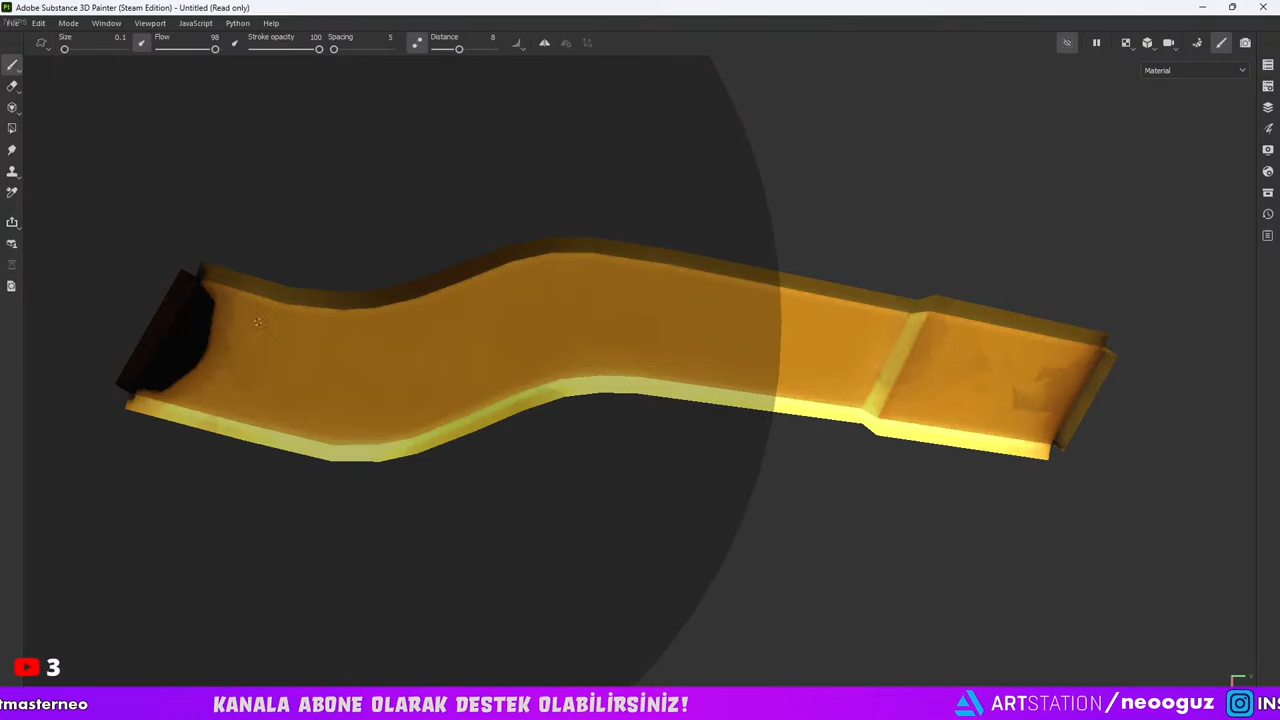 Pt Adobe Substance 3D Painter (Steam Edition) - Untitled (Read only)
File Edit Mode Window Viewport JavaScript Python Help
Size 0.1 Flow 98 Stroke opacity 100 Spacing 5 Distance 8
Material
3
tmasterneo KANALA ABONE OLARAK DESTEK OLABİLİRSİNİZ! ARTSTATION/neooguz INS